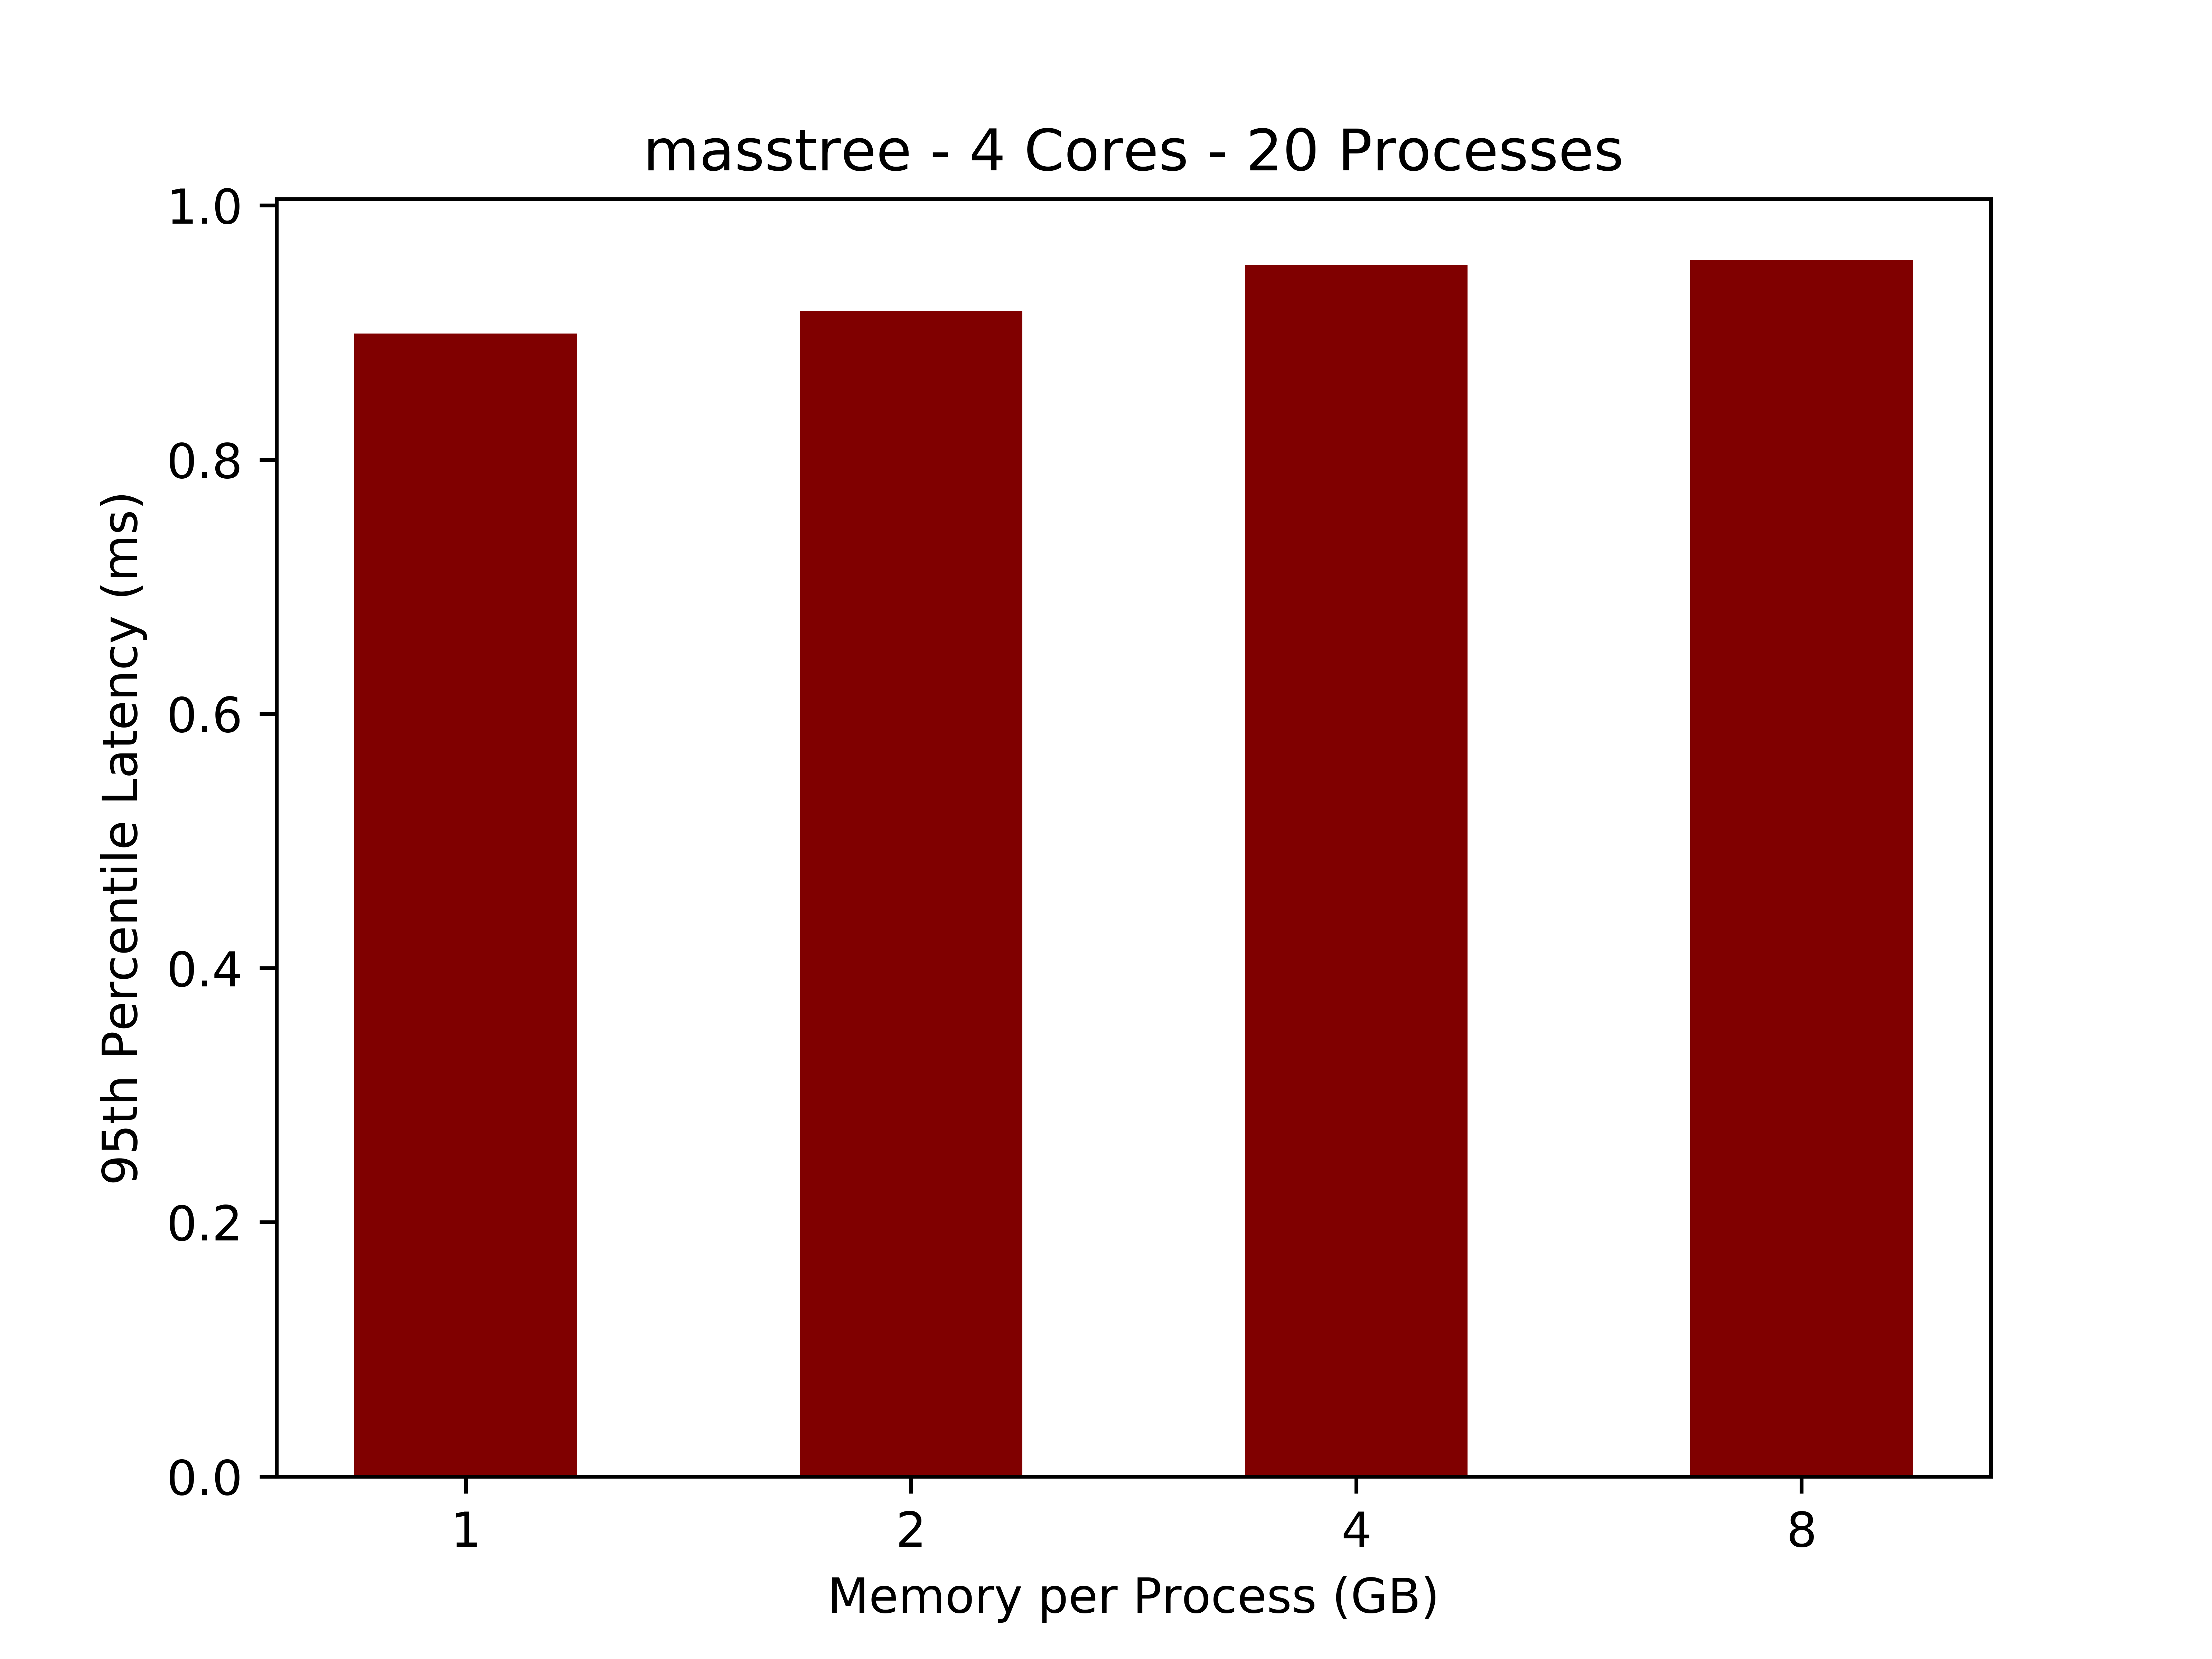 masstree - 4 Cores - 20 Processes
1.0
0.8
0.6
0.4
0.2
0.0
95th Percentile Latency (ms)
1 2 4 8
Memory per Process (GB)